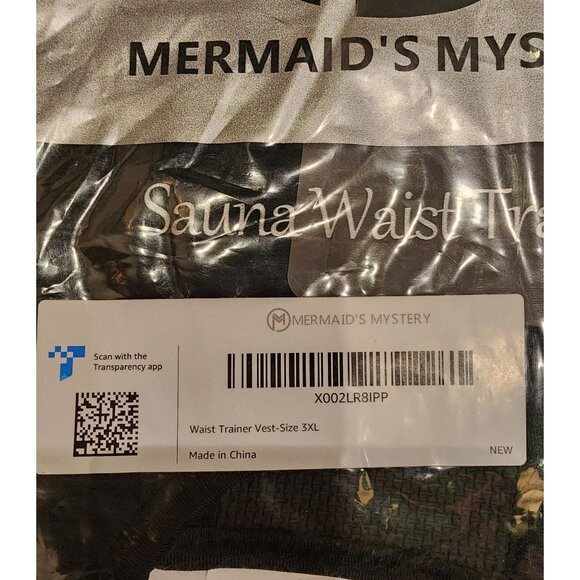 MERMAID'S MYS
Sauna Waist Tra
MERMAID'S MYSTERY
Scan with the
Transparency app
X002LR8IPP
Waist Trainer Vest-Size 3XL
Made in China
NEW